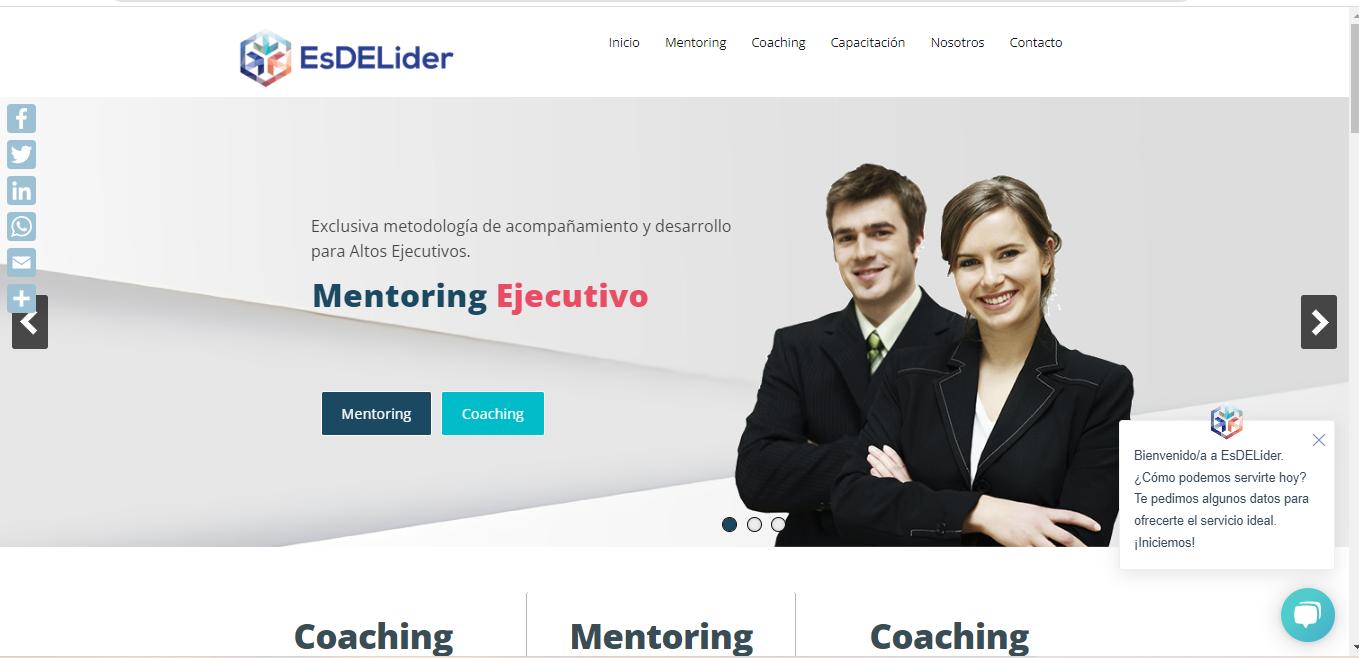 EsDELider
Inicio Mentoring Coaching Capacitación Nosotros Contacto
Exclusiva metodología de acompañamiento y desarrollo
para Altos Ejecutivos.
Mentoring Ejecutivo
Mentoring Coaching
Bienvenido/a a EsDELider.
¿Cómo podemos servirte hoy?
Te pedimos algunos datos para
ofrecerte el servicio ideal.
¡Iniciemos!
Coaching Mentoring Coaching